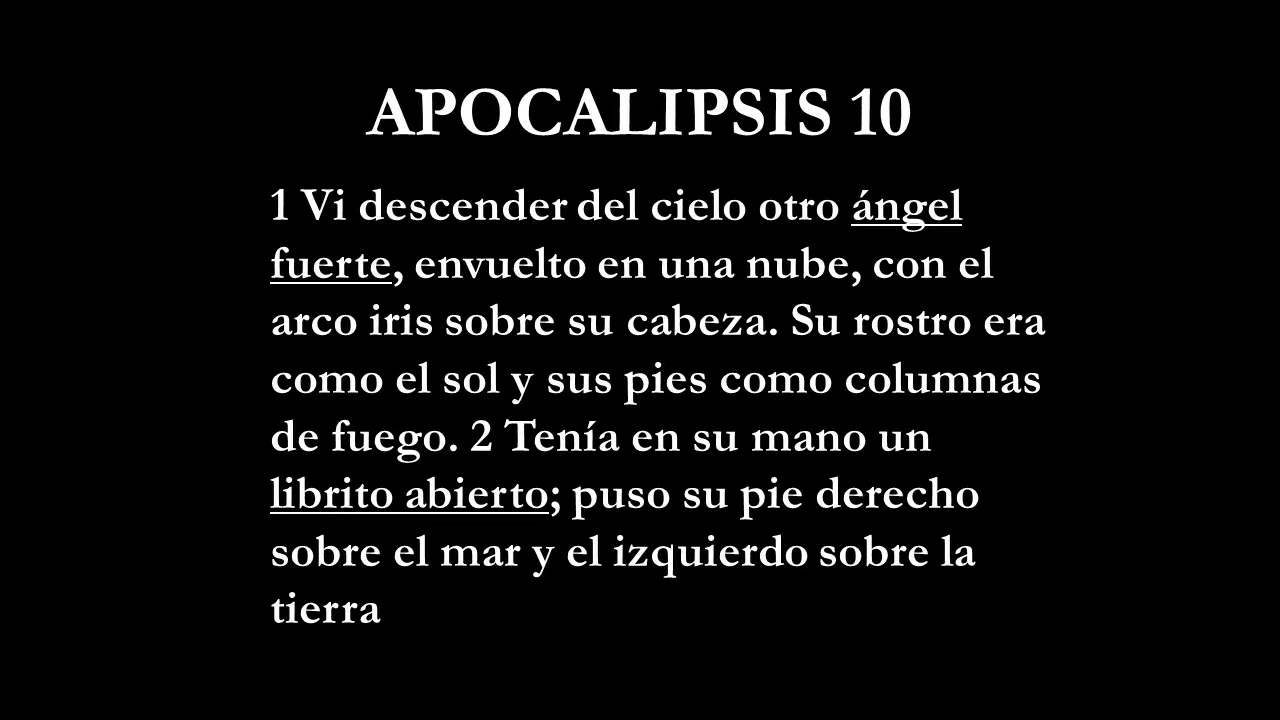 APOCALIPSIS 10
1 Vi descender del cielo otro ángel
fuerte, envuelto en una nube, con el
arco iris sobre su cabeza. Su rostro era
como el sol y sus pies como columnas
de fuego. 2 Tenía en su mano un
librito abierto; puso su pie derecho
sobre el mar y el izquierdo sobre la
tierra